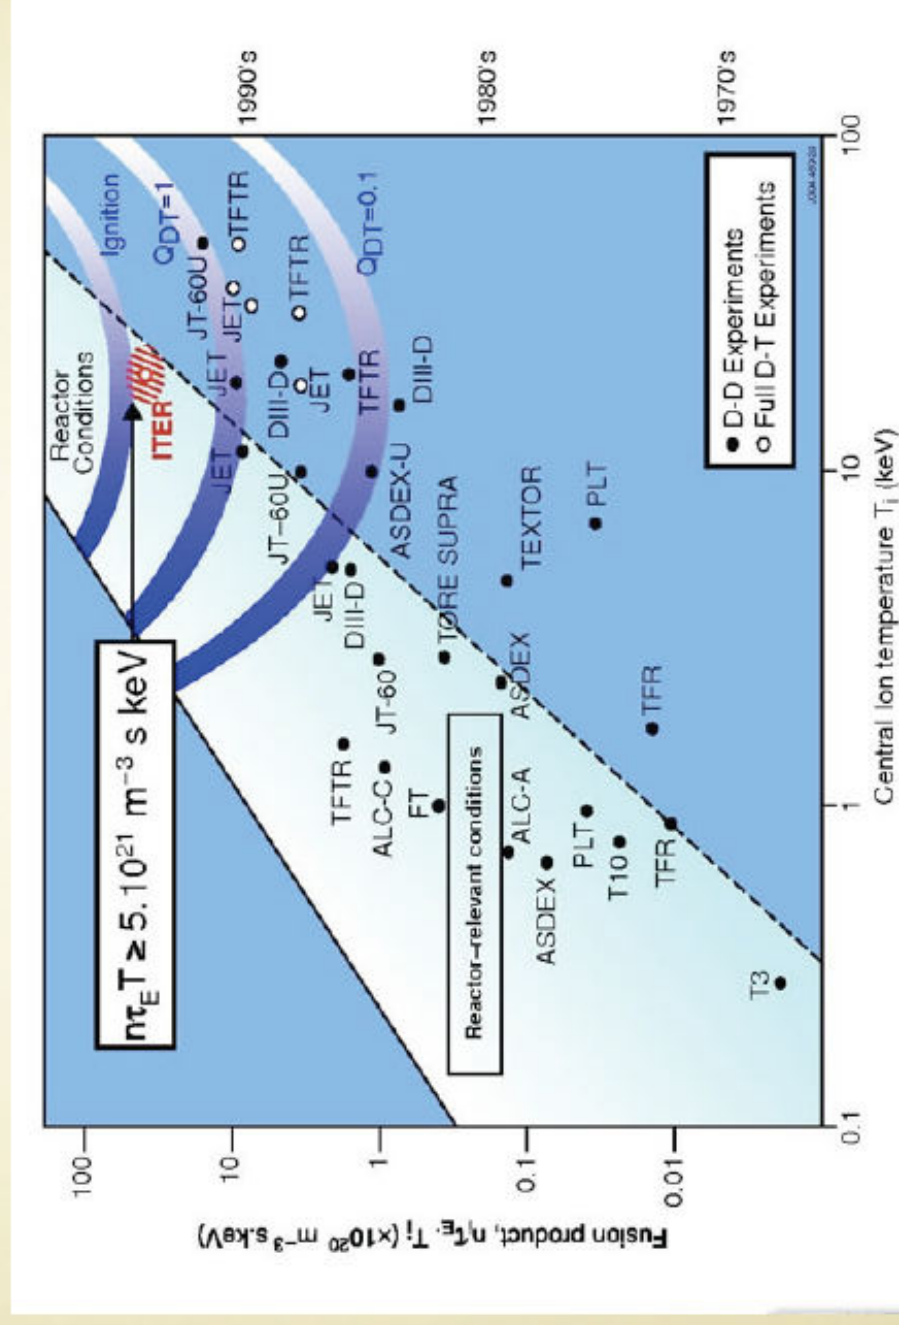 100
10
1
0.1
0.01
Fusion product, nᵢτE. Tᵢ (×10²⁰ m⁻³ s.keV)
0.1
1
10
100
Central Ion temperature Tᵢ (keV)
1990's
1980's
1970's
nτET ≥ 5.10²¹ m⁻³ s keV
Reactor
Conditions
Ignition
ITER
QDT=1
JT-60U
TFTR
JET
JET
JET
DIII-D
TFTR
JET
JT–60U
QDT=0.1
TFTR
DIII-D
JET
DIII-D
ASDEX-U
TFTR
JT-60
ALC-C
FT
TORE SUPRA
Reactor–relevant conditions
ASDEX
TEXTOR
ALC-A
ASDEX
PLT
PLT
T10
TFR
TFR
T3
D-D Experiments
Full D-T Experiments